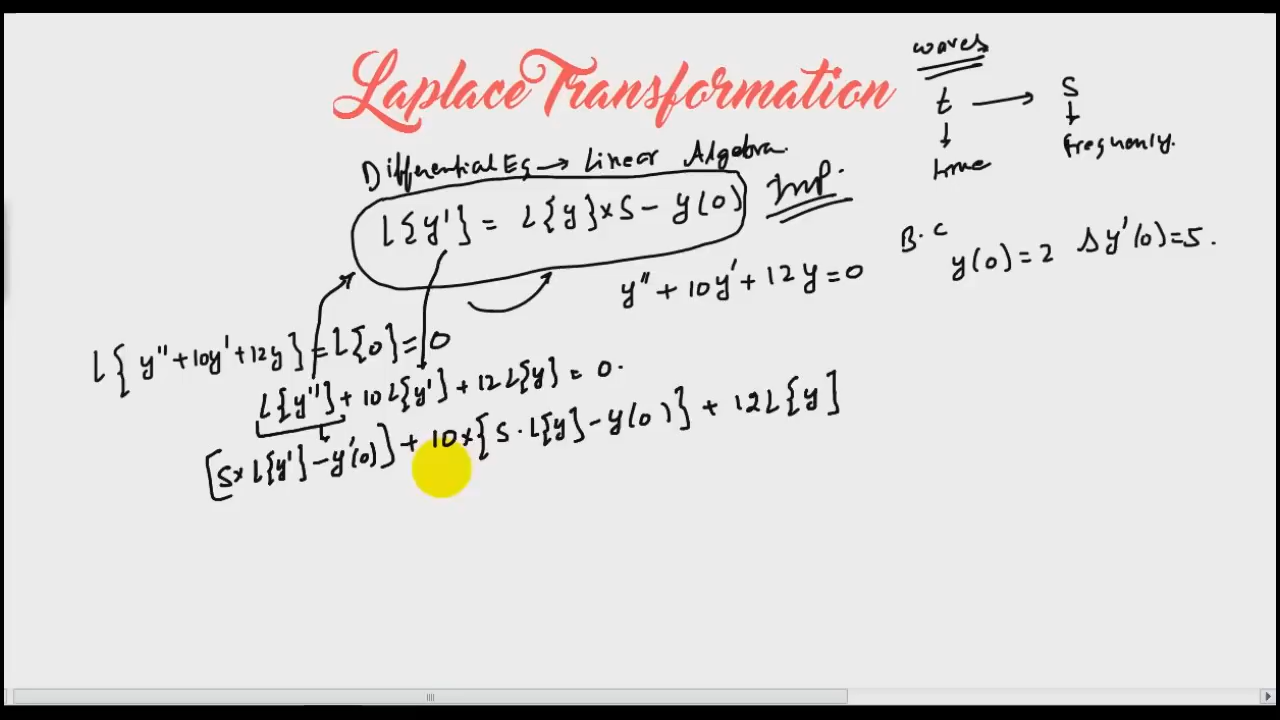 Laplace Transformation
waves
t → S
time
frequenly.
Differential Eq → Linear Algebra.
L{y'} = L{y}×S − y(0)
Imp.
B.C
y(0)=2 & y'(0)=5.
y'' + 10y' + 12y = 0
L{y''+10y'+12y} = L{0} = 0
L{y''} + 10L{y'} + 12L{y} = 0.
[S×L{y'} − y'(0)] + 10×{S·L{y} − y(0)} + 12L{y}